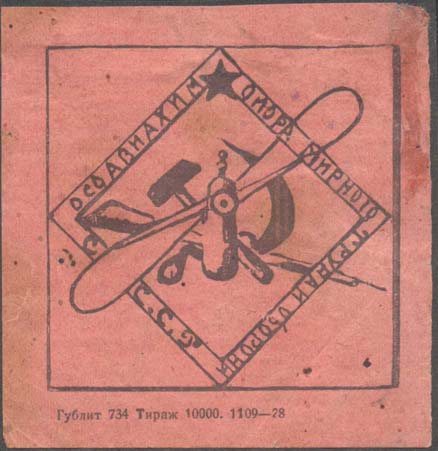 ОСОАВИАХИМ
ОПОРА МИРНОГО
ТРУДА И ОБОРОНЫ
С.С.С.
Гублит 734 Тираж 10000. 1109—28